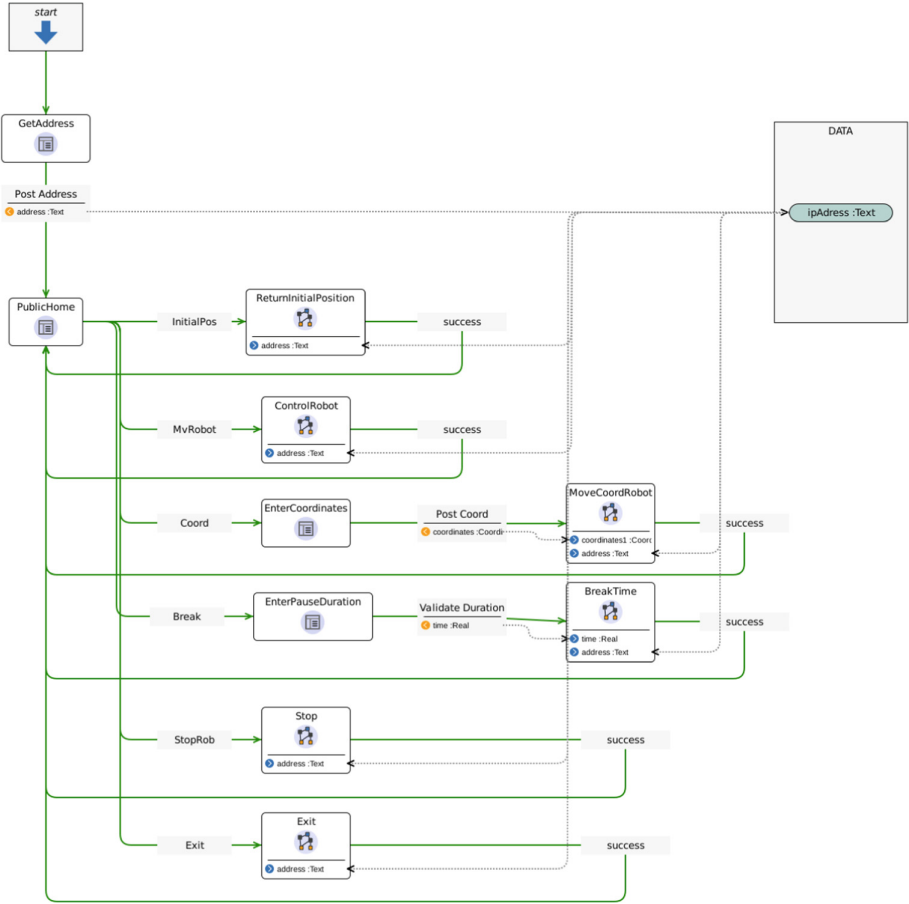 start
GetAddress
DATA
Post Address
address :Text
ipAdress :Text
PublicHome
InitialPos
ReturnInitialPosition
address :Text
success
MvRobot
ControlRobot
address :Text
success
Coord
EnterCoordinates
Post Coord
coordinates :Coordi
MoveCoordRobot
coordinates1 :Coord
address :Text
success
Break
EnterPauseDuration
Validate Duration
time :Real
BreakTime
time :Real
address :Text
success
StopRob
Stop
address :Text
success
Exit
Exit
address :Text
success